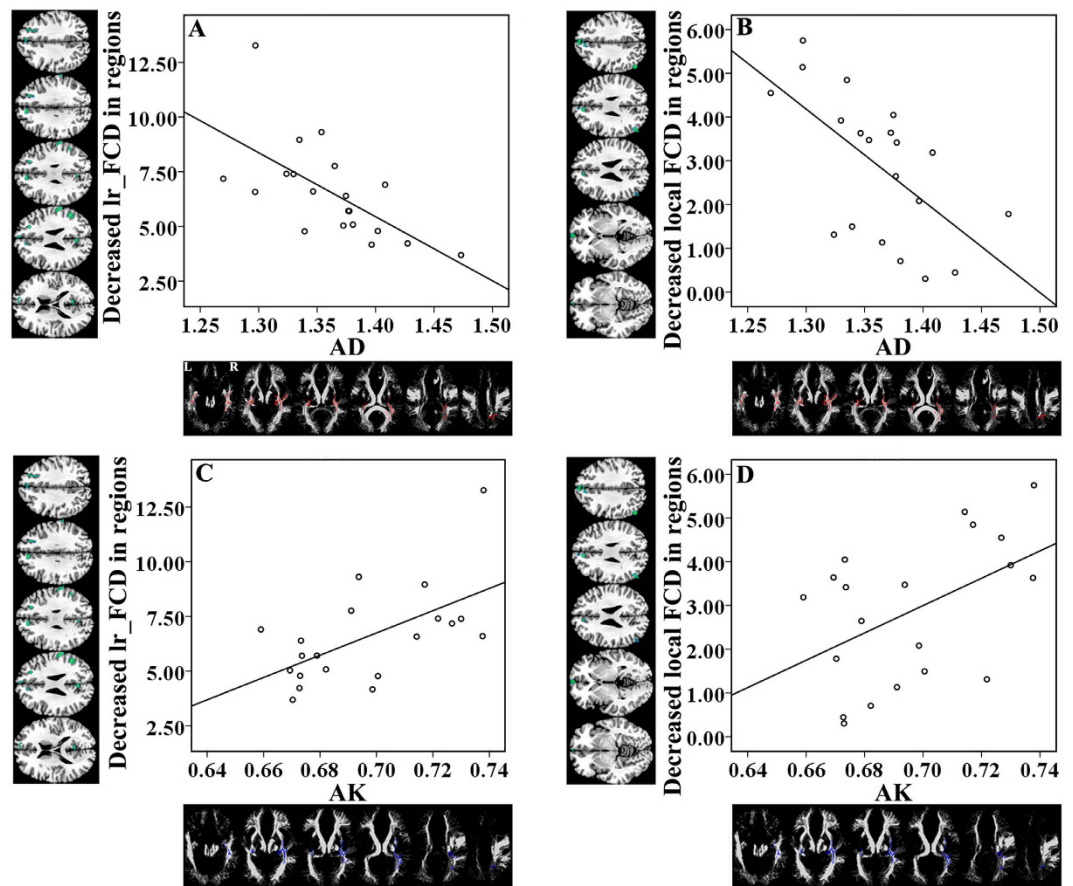 A
Decreased lr_FCD in regions
12.50
10.00
7.50
5.00
2.50
1.25 1.30 1.35 1.40 1.45 1.50
AD
L R
B
Decreased local FCD in regions
6.00
5.00
4.00
3.00
2.00
1.00
0.00
1.25 1.30 1.35 1.40 1.45 1.50
AD
C
Decreased lr_FCD in regions
12.50
10.00
7.50
5.00
2.50
0.64 0.66 0.68 0.70 0.72 0.74
AK
D
Decreased local FCD in regions
6.00
5.00
4.00
3.00
2.00
1.00
0.00
0.64 0.66 0.68 0.70 0.72 0.74
AK